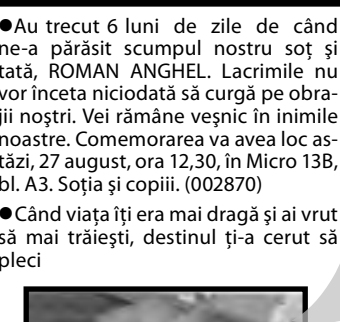 ●Au trecut 6 luni de zile de când
ne-a părăsit scumpul nostru soț și
tată, ROMAN ANGHEL. Lacrimile nu
vor înceta niciodată să curgă pe obra-
jii noștri. Vei rămâne veșnic în inimile
noastre. Comemorarea va avea loc as-
tăzi, 27 august, ora 12,30, în Micro 13B,
bl. A3. Soția și copiii. (002870)
●Când viața îți era mai dragă și ai vrut
să mai trăiești, destinul ți-a cerut să
pleci